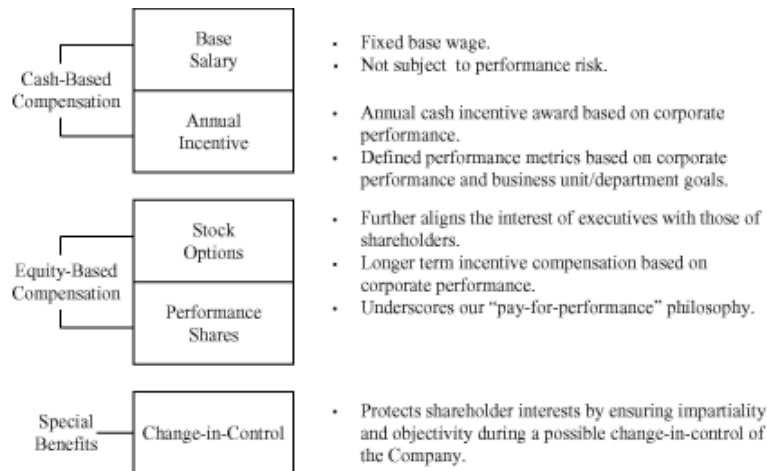 Cash-Based
Compensation
Base
Salary
• Fixed base wage.
• Not subject to performance risk.
Annual
Incentive
• Annual cash incentive award based on corporate
performance.
• Defined performance metrics based on corporate
performance and business unit/department goals.
Equity-Based
Compensation
Stock
Options
Performance
Shares
• Further aligns the interest of executives with those of
shareholders.
• Longer term incentive compensation based on
corporate performance.
• Underscores our “pay-for-performance” philosophy.
Special
Benefits
Change-in-Control
• Protects shareholder interests by ensuring impartiality
and objectivity during a possible change-in-control of
the Company.